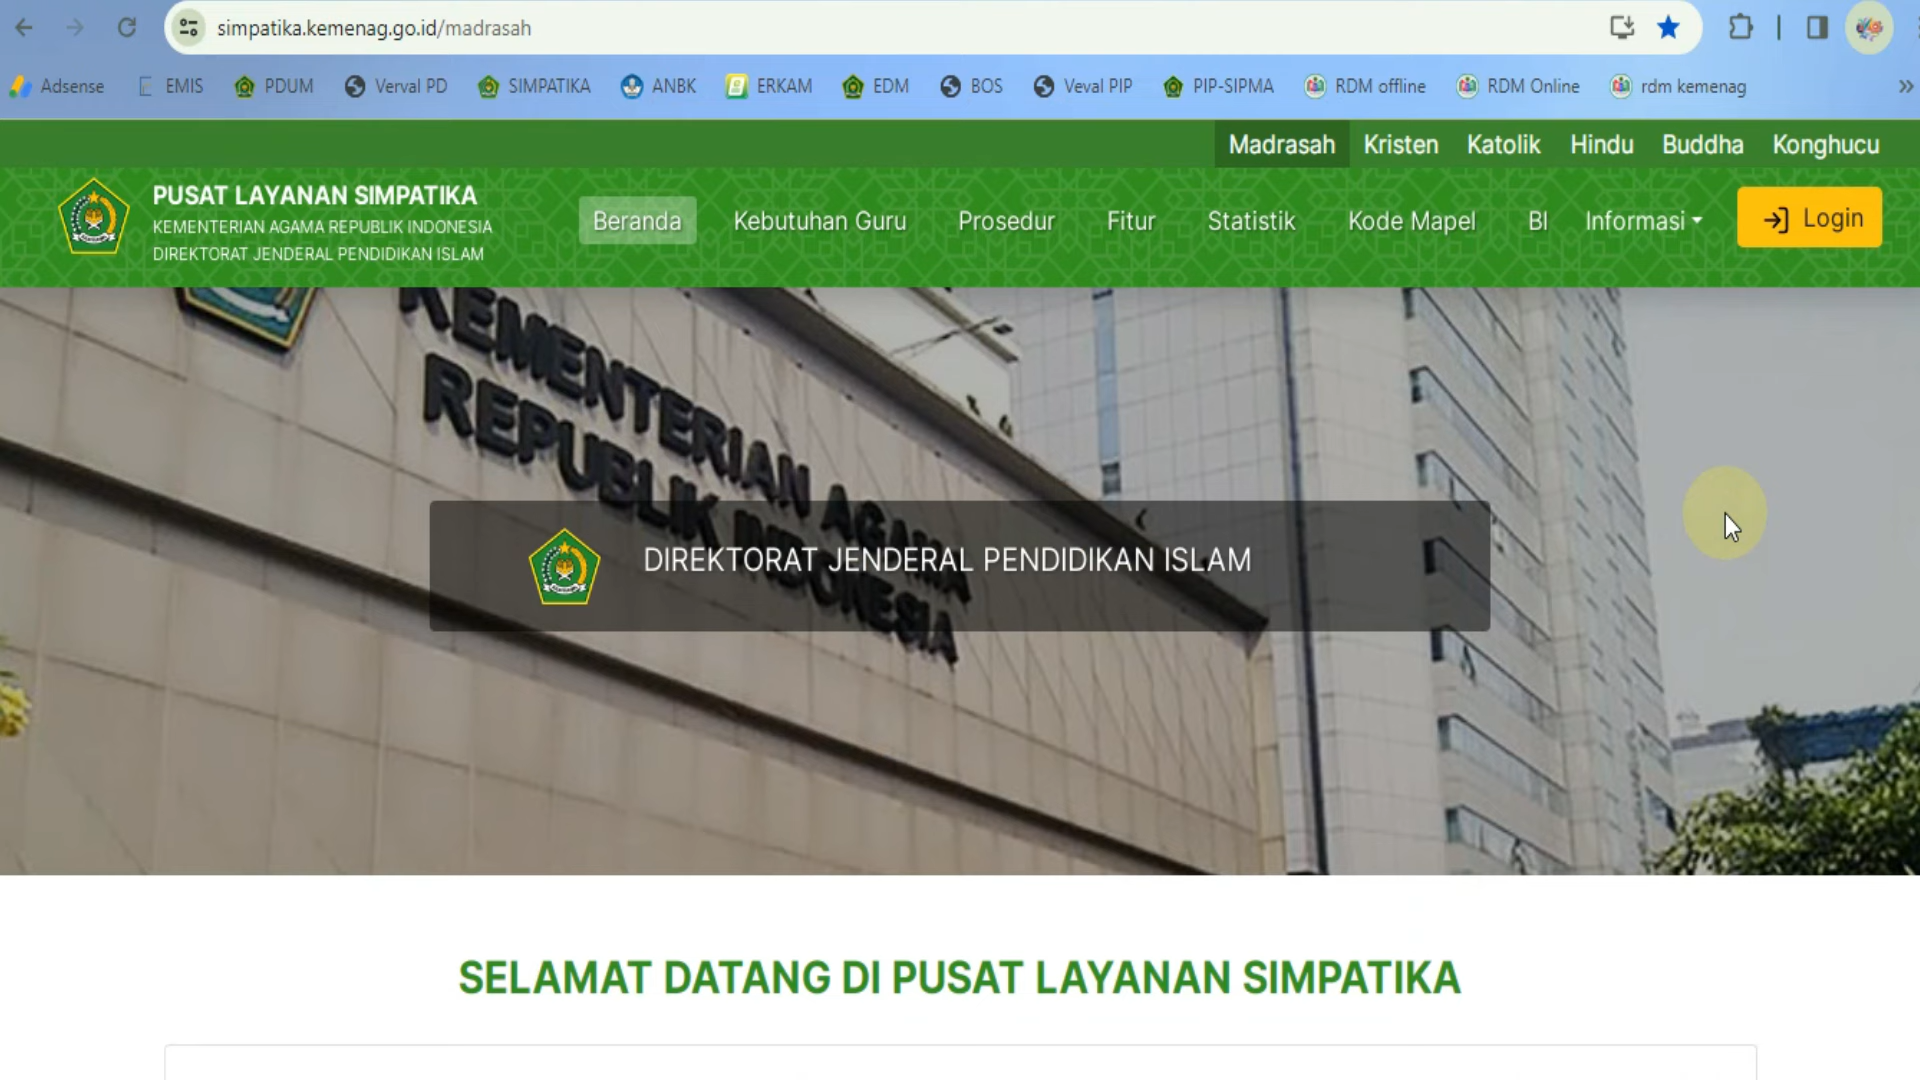 simpatika.kemenag.go.id/madrasah
Adsense EMIS PDUM Verval PD SIMPATIKA ANBK ERKAM EDM BOS Veval PIP PIP-SIPMA RDM offline RDM Online rdm kemenag »
Madrasah Kristen Katolik Hindu Buddha Konghucu
PUSAT LAYANAN SIMPATIKA
KEMENTERIAN AGAMA REPUBLIK INDONESIA
DIREKTORAT JENDERAL PENDIDIKAN ISLAM
Beranda Kebutuhan Guru Prosedur Fitur Statistik Kode Mapel BI Informasi Login
KEMENTERIAN AGAMA
REPUBLIK INDONESIA
DIREKTORAT JENDERAL PENDIDIKAN ISLAM
SELAMAT DATANG DI PUSAT LAYANAN SIMPATIKA